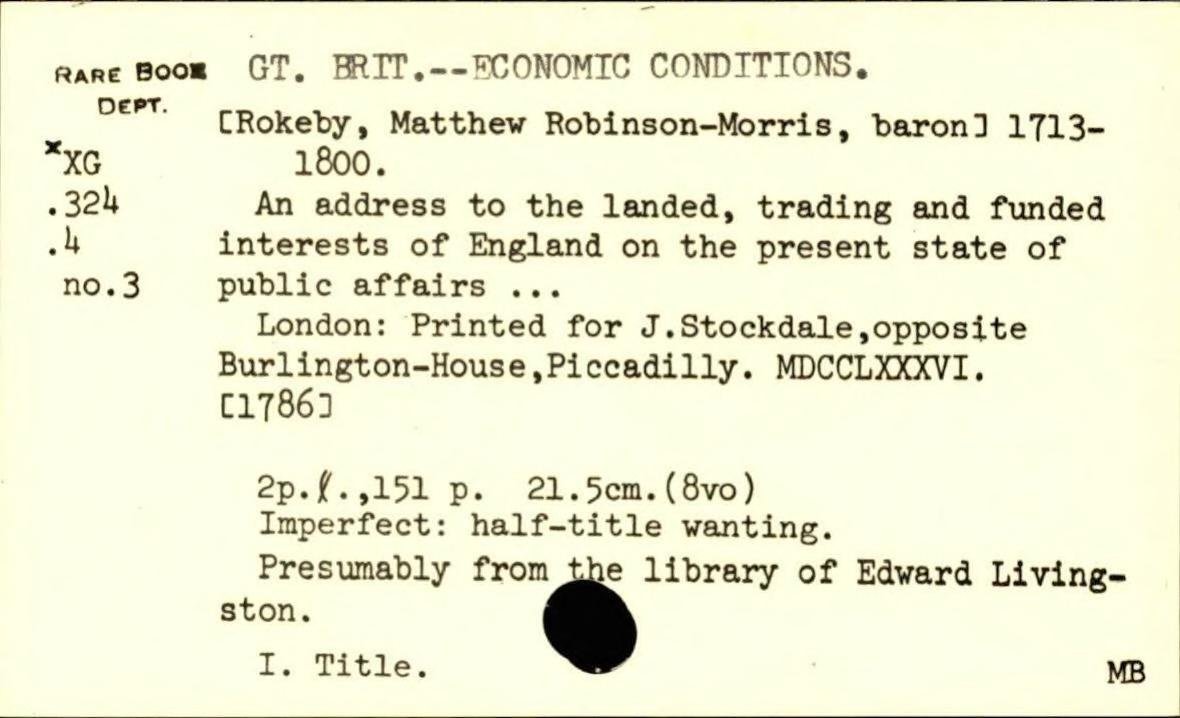 RARE BOOK DEPT.
GT. BRIT.--ECONOMIC CONDITIONS.
xXG
.324
.4
no.3
[Rokeby, Matthew Robinson-Morris, baron] 1713-
1800.
An address to the landed, trading and funded
interests of England on the present state of
public affairs ...
London: Printed for J.Stockdale,opposite
Burlington-House,Piccadilly. MDCCLXXXVI.
[1786]
2p.ℓ.,151 p. 21.5cm.(8vo)
Imperfect: half-title wanting.
Presumably from the library of Edward Living-
ston.
I. Title.
MB